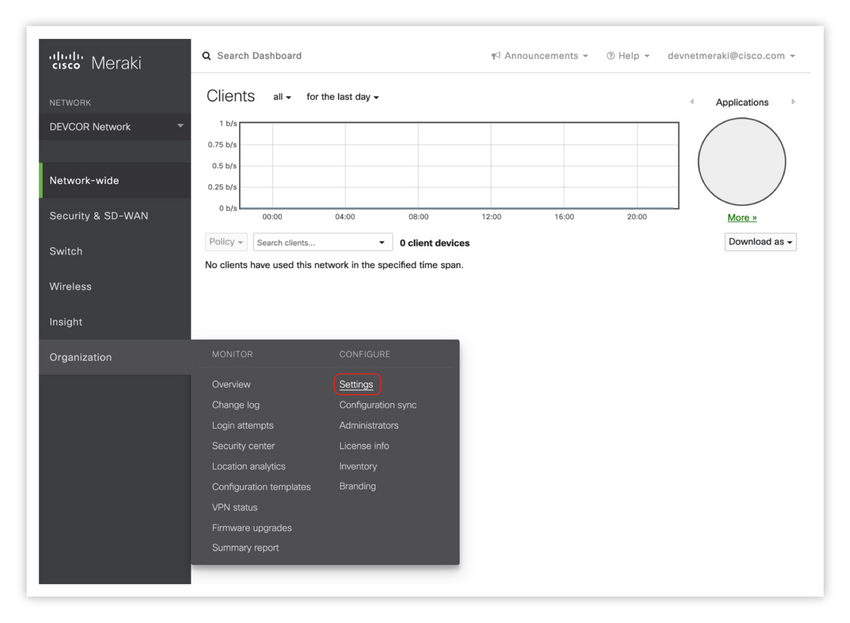 CISCO Meraki
Search Dashboard
Announcements
Help
devnetmeraki@cisco.com
NETWORK
DEVCOR Network
Network-wide
Security & SD-WAN
Switch
Wireless
Insight
Organization
Clients all for the last day
1 b/s
0.75 b/s
0.5 b/s
0.25 b/s
0 b/s
00:00 04:00 08:00 12:00 16:00 20:00
Applications
More »
Policy Search clients... 0 client devices Download as
No clients have used this network in the specified time span.
MONITOR
Overview
Change log
Login attempts
Security center
Location analytics
Configuration templates
VPN status
Firmware upgrades
Summary report
CONFIGURE
Settings
Configuration sync
Administrators
License info
Inventory
Branding